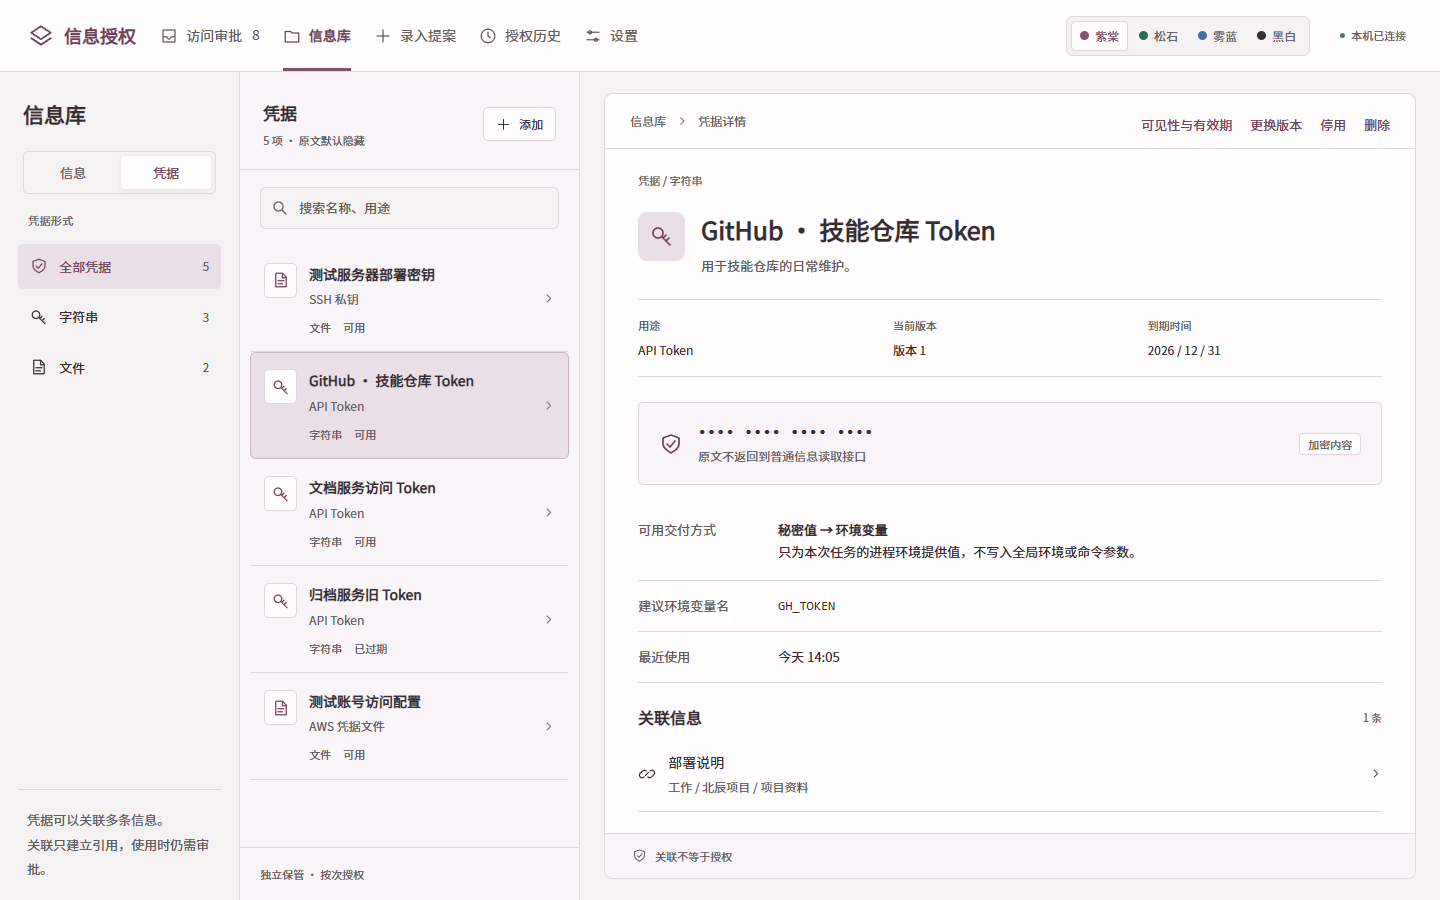 信息授权
访问审批 8
信息库
录入提案
授权历史
设置
紫棠
松石
雾蓝
黑白
本机已连接
信息库
信息
凭据
凭据形式
全部凭据 5
字符串 3
文件 2
凭据可以关联多条信息。
关联只建立引用，使用时仍需审
批。
凭据
5 项 · 原文默认隐藏
添加
搜索名称、用途
测试服务器部署密钥
SSH 私钥
文件 可用
GitHub · 技能仓库 Token
API Token
字符串 可用
文档服务访问 Token
API Token
字符串 可用
归档服务旧 Token
API Token
字符串 已过期
测试账号访问配置
AWS 凭据文件
文件 可用
独立保管 · 按次授权
信息库 > 凭据详情
可见性与有效期
更换版本
停用
删除
凭据 / 字符串
GitHub · 技能仓库 Token
用于技能仓库的日常维护。
用途
API Token
当前版本
版本 1
到期时间
2026 / 12 / 31
•••• •••• •••• ••••
原文不返回到普通信息读取接口
加密内容
可用交付方式
秘密值 → 环境变量
只为本次任务的进程环境提供值，不写入全局环境或命令参数。
建议环境变量名
GH_TOKEN
最近使用
今天 14:05
关联信息
1 条
部署说明
工作 / 北辰项目 / 项目资料
关联不等于授权